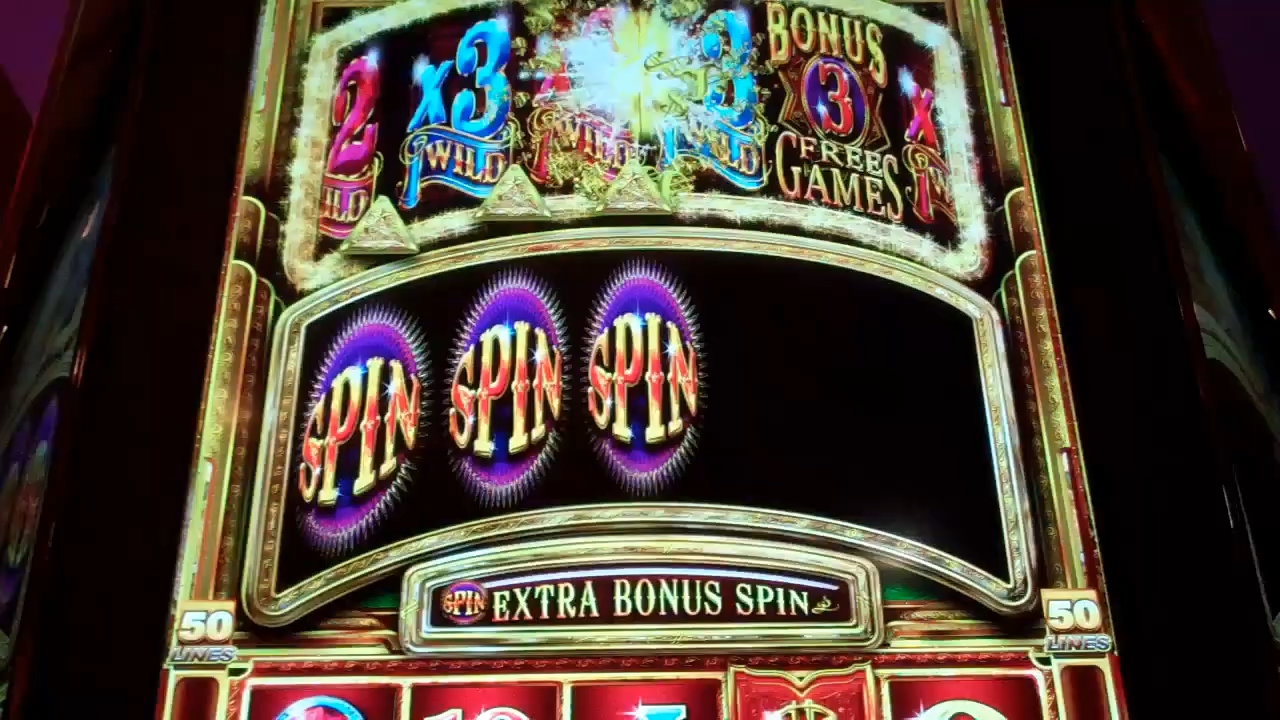 2 x3 3 BONUS x
3
WILD WILD WILD WILD FREE
GAMES
SPIN SPIN SPIN
SPIN EXTRA BONUS SPIN
50 50
LINES LINES
10